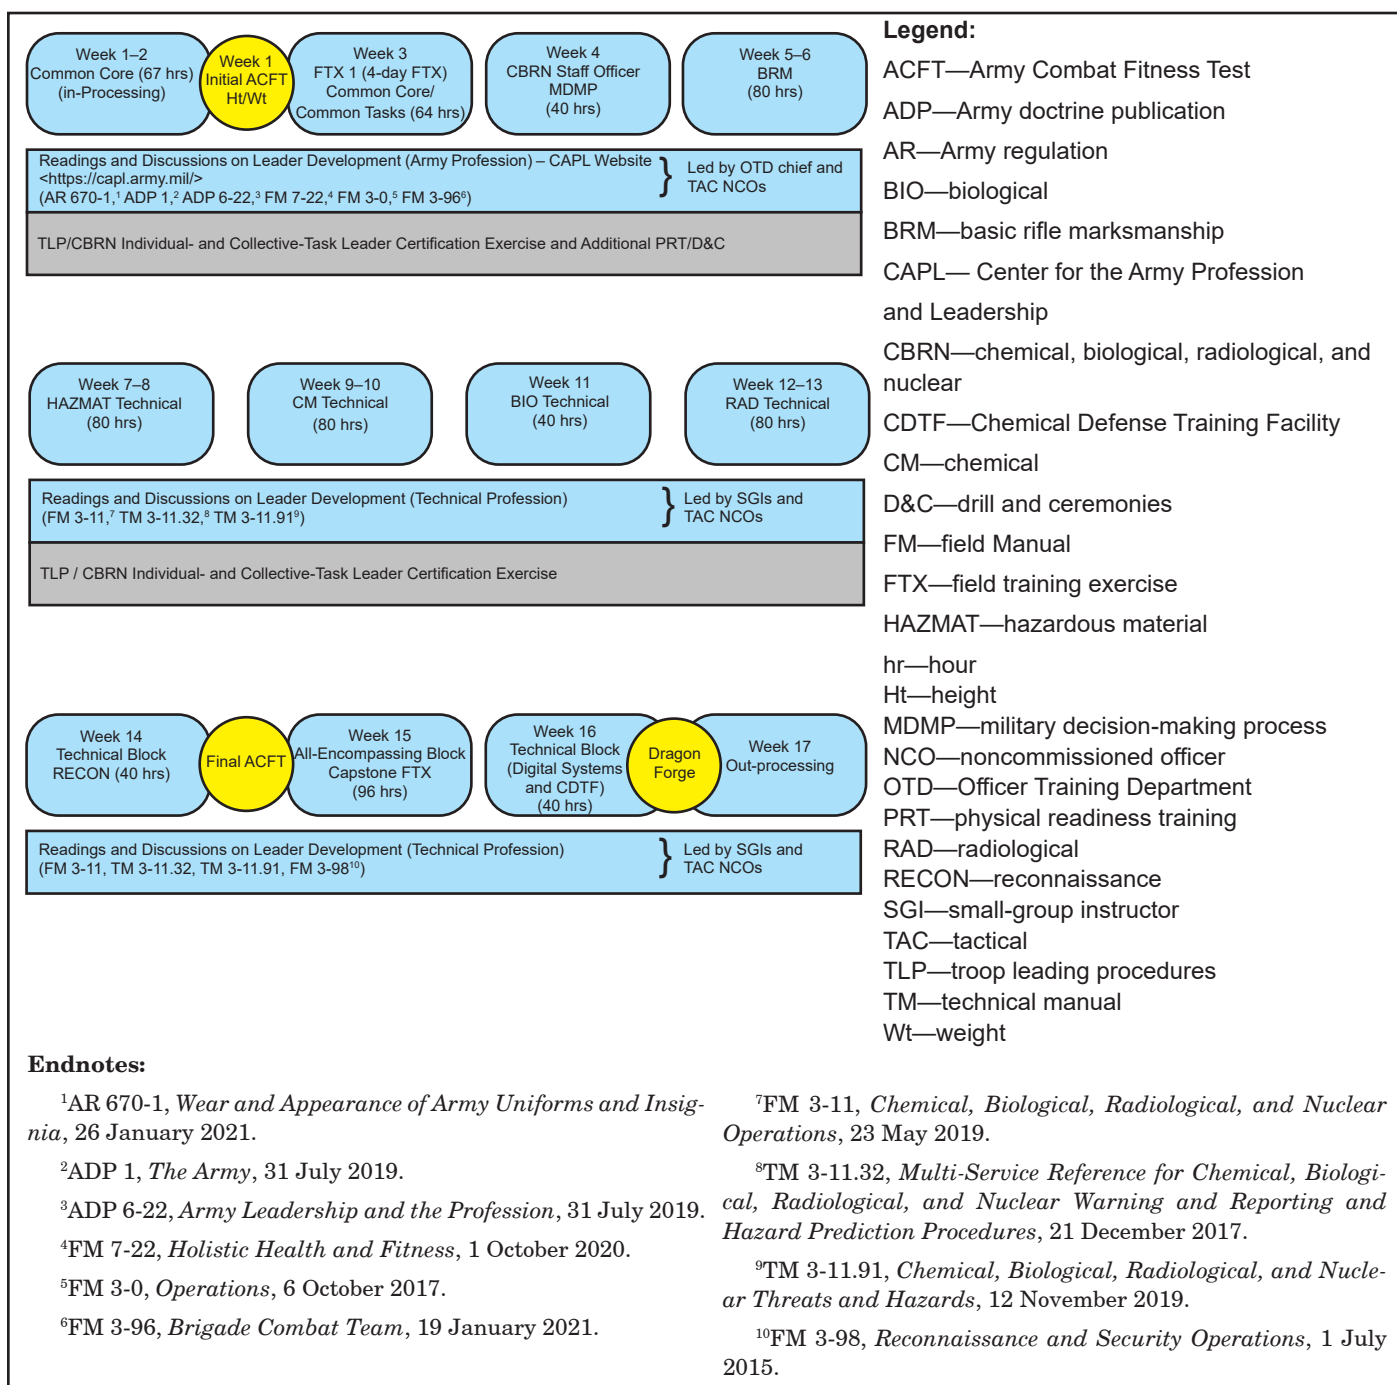 Week 1–2
Common Core (67 hrs)
(in-Processing)
Week 1
Initial ACFT
Ht/Wt
Week 3
FTX 1 (4-day FTX)
Common Core/
Common Tasks (64 hrs)
Week 4
CBRN Staff Officer
MDMP
(40 hrs)
Week 5–6
BRM
(80 hrs)
Readings and Discussions on Leader Development (Army Profession) – CAPL Website
<https://capl.army.mil/>
(AR 670-1,¹ ADP 1,² ADP 6-22,³ FM 7-22,⁴ FM 3-0,⁵ FM 3-96⁶)
} Led by OTD chief and
TAC NCOs
TLP/CBRN Individual- and Collective-Task Leader Certification Exercise and Additional PRT/D&C
Week 7–8
HAZMAT Technical
(80 hrs)
Week 9–10
CM Technical
(80 hrs)
Week 11
BIO Technical
(40 hrs)
Week 12–13
RAD Technical
(80 hrs)
Readings and Discussions on Leader Development (Technical Profession)
(FM 3-11,⁷ TM 3-11.32,⁸ TM 3-11.91⁹)
} Led by SGIs and
TAC NCOs
TLP / CBRN Individual- and Collective-Task Leader Certification Exercise
Week 14
Technical Block
RECON (40 hrs)
Final ACFT
Week 15
All-Encompassing Block
Capstone FTX
(96 hrs)
Week 16
Technical Block
(Digital Systems
and CDTF)
(40 hrs)
Dragon
Forge
Week 17
Out-processing
Readings and Discussions on Leader Development (Technical Profession)
(FM 3-11, TM 3-11.32, TM 3-11.91, FM 3-98¹⁰)
} Led by SGIs and
TAC NCOs
Legend:
ACFT—Army Combat Fitness Test
ADP—Army doctrine publication
AR—Army regulation
BIO—biological
BRM—basic rifle marksmanship
CAPL— Center for the Army Profession
and Leadership
CBRN—chemical, biological, radiological, and
nuclear
CDTF—Chemical Defense Training Facility
CM—chemical
D&C—drill and ceremonies
FM—field Manual
FTX—field training exercise
HAZMAT—hazardous material
hr—hour
Ht—height
MDMP—military decision-making process
NCO—noncommissioned officer
OTD—Officer Training Department
PRT—physical readiness training
RAD—radiological
RECON—reconnaissance
SGI—small-group instructor
TAC—tactical
TLP—troop leading procedures
TM—technical manual
Wt—weight
Endnotes:
¹AR 670-1, Wear and Appearance of Army Uniforms and Insig-
nia, 26 January 2021.
²ADP 1, The Army, 31 July 2019.
³ADP 6-22, Army Leadership and the Profession, 31 July 2019.
⁴FM 7-22, Holistic Health and Fitness, 1 October 2020.
⁵FM 3-0, Operations, 6 October 2017.
⁶FM 3-96, Brigade Combat Team, 19 January 2021.
⁷FM 3-11, Chemical, Biological, Radiological, and Nuclear
Operations, 23 May 2019.
⁸TM 3-11.32, Multi-Service Reference for Chemical, Biologi-
cal, Radiological, and Nuclear Warning and Reporting and
Hazard Prediction Procedures, 21 December 2017.
⁹TM 3-11.91, Chemical, Biological, Radiological, and Nucle-
ar Threats and Hazards, 12 November 2019.
¹⁰FM 3-98, Reconnaissance and Security Operations, 1 July
2015.